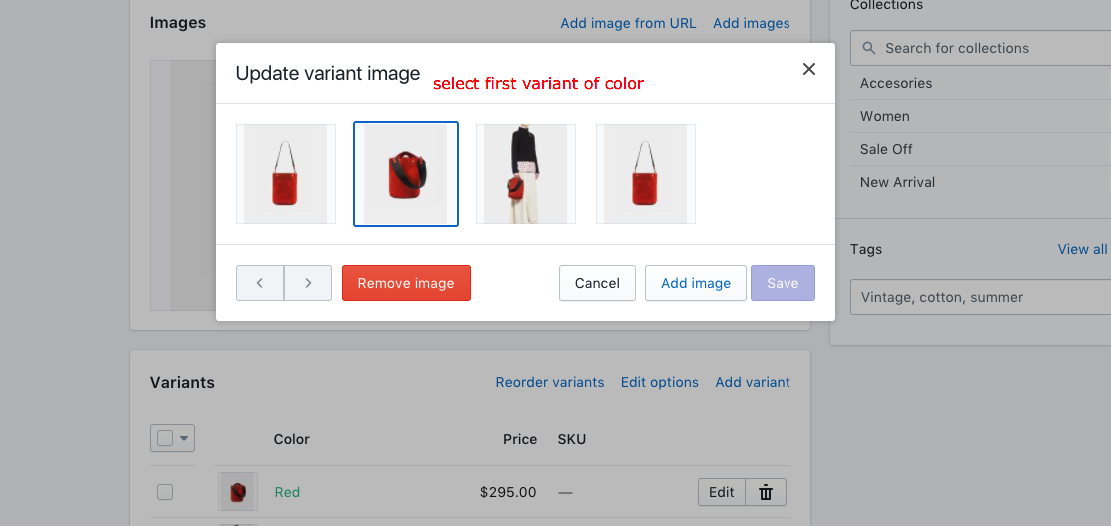 Images
Add image from URL
Add images
Collections
Search for collections
Accesories
Women
Sale Off
New Arrival
Tags
View all
Vintage, cotton, summer
Update variant image
select first variant of color
Remove image
Cancel
Add image
Save
Variants
Reorder variants
Edit options
Add variant
Color
Price
SKU
Red
$295.00
—
Edit